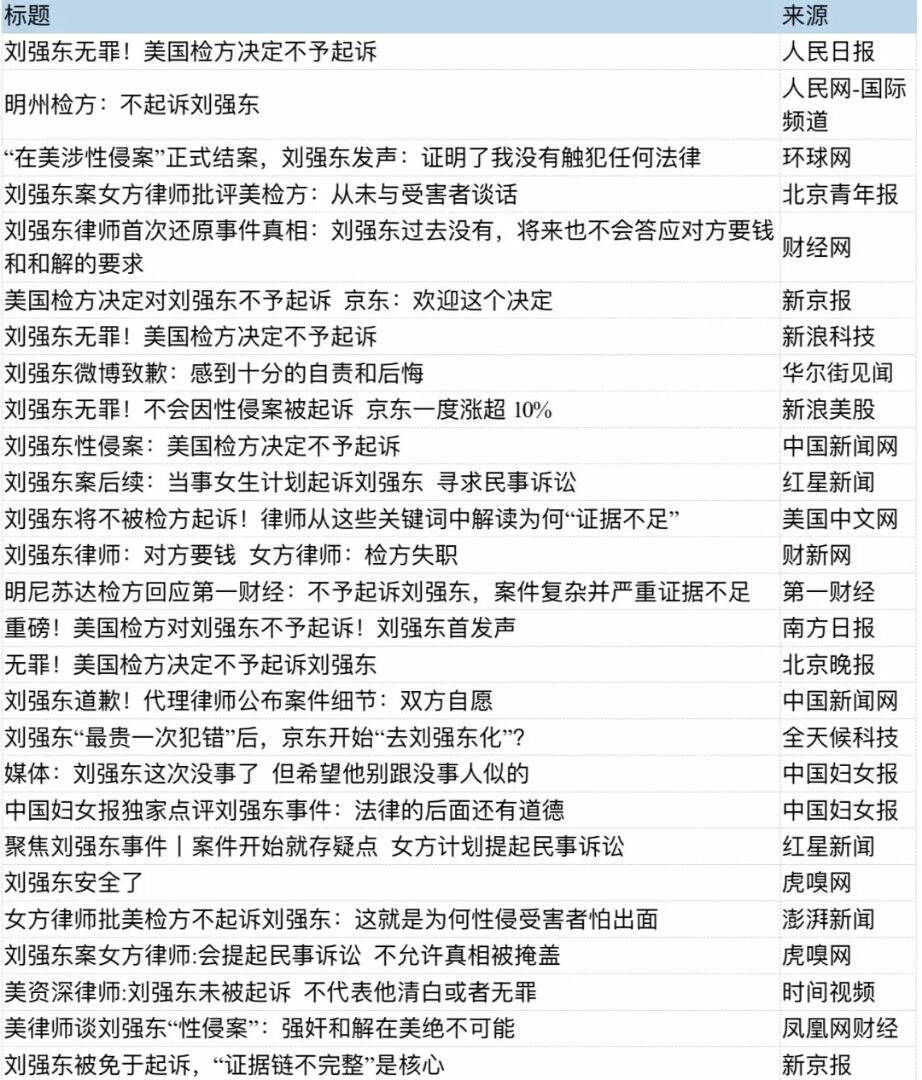 标题 来源
刘强东无罪！美国检方决定不予起诉 人民日报
明州检方：不起诉刘强东 人民网-国际
频道
“在美涉性侵案”正式结案，刘强东发声：证明了我没有触犯任何法律 环球网
刘强东案女方律师批评美检方：从未与受害者谈话 北京青年报
刘强东律师首次还原事件真相：刘强东过去没有，将来也不会答应对方要钱
和和解的要求 财经网
美国检方决定对刘强东不予起诉 京东：欢迎这个决定 新京报
刘强东无罪！美国检方决定不予起诉 新浪科技
刘强东微博致歉：感到十分的自责和后悔 华尔街见闻
刘强东无罪！不会因性侵案被起诉 京东一度涨超 10% 新浪美股
刘强东性侵案：美国检方决定不予起诉 中国新闻网
刘强东案后续：当事女生计划起诉刘强东 寻求民事诉讼 红星新闻
刘强东将不被检方起诉！律师从这些关键词中解读为何“证据不足” 美国中文网
刘强东律师：对方要钱 女方律师：检方失职 财新网
明尼苏达检方回应第一财经：不予起诉刘强东，案件复杂并严重证据不足 第一财经
重磅！美国检方对刘强东不予起诉！刘强东首发声 南方日报
无罪！美国检方决定不予起诉刘强东 北京晚报
刘强东道歉！代理律师公布案件细节：双方自愿 中国新闻网
刘强东“最贵一次犯错”后，京东开始“去刘强东化”？ 全天候科技
媒体：刘强东这次没事了 但希望他别跟没事人似的 中国妇女报
中国妇女报独家点评刘强东事件：法律的后面还有道德 中国妇女报
聚焦刘强东事件丨案件开始就存疑点 女方计划提起民事诉讼 红星新闻
刘强东安全了 虎嗅网
女方律师批美检方不起诉刘强东：这就是为何性侵受害者怕出面 澎湃新闻
刘强东案女方律师:会提起民事诉讼 不允许真相被掩盖 虎嗅网
美资深律师:刘强东未被起诉 不代表他清白或者无罪 时间视频
美律师谈刘强东“性侵案”：强奸和解在美绝不可能 凤凰网财经
刘强东被免于起诉，“证据链不完整”是核心 新京报